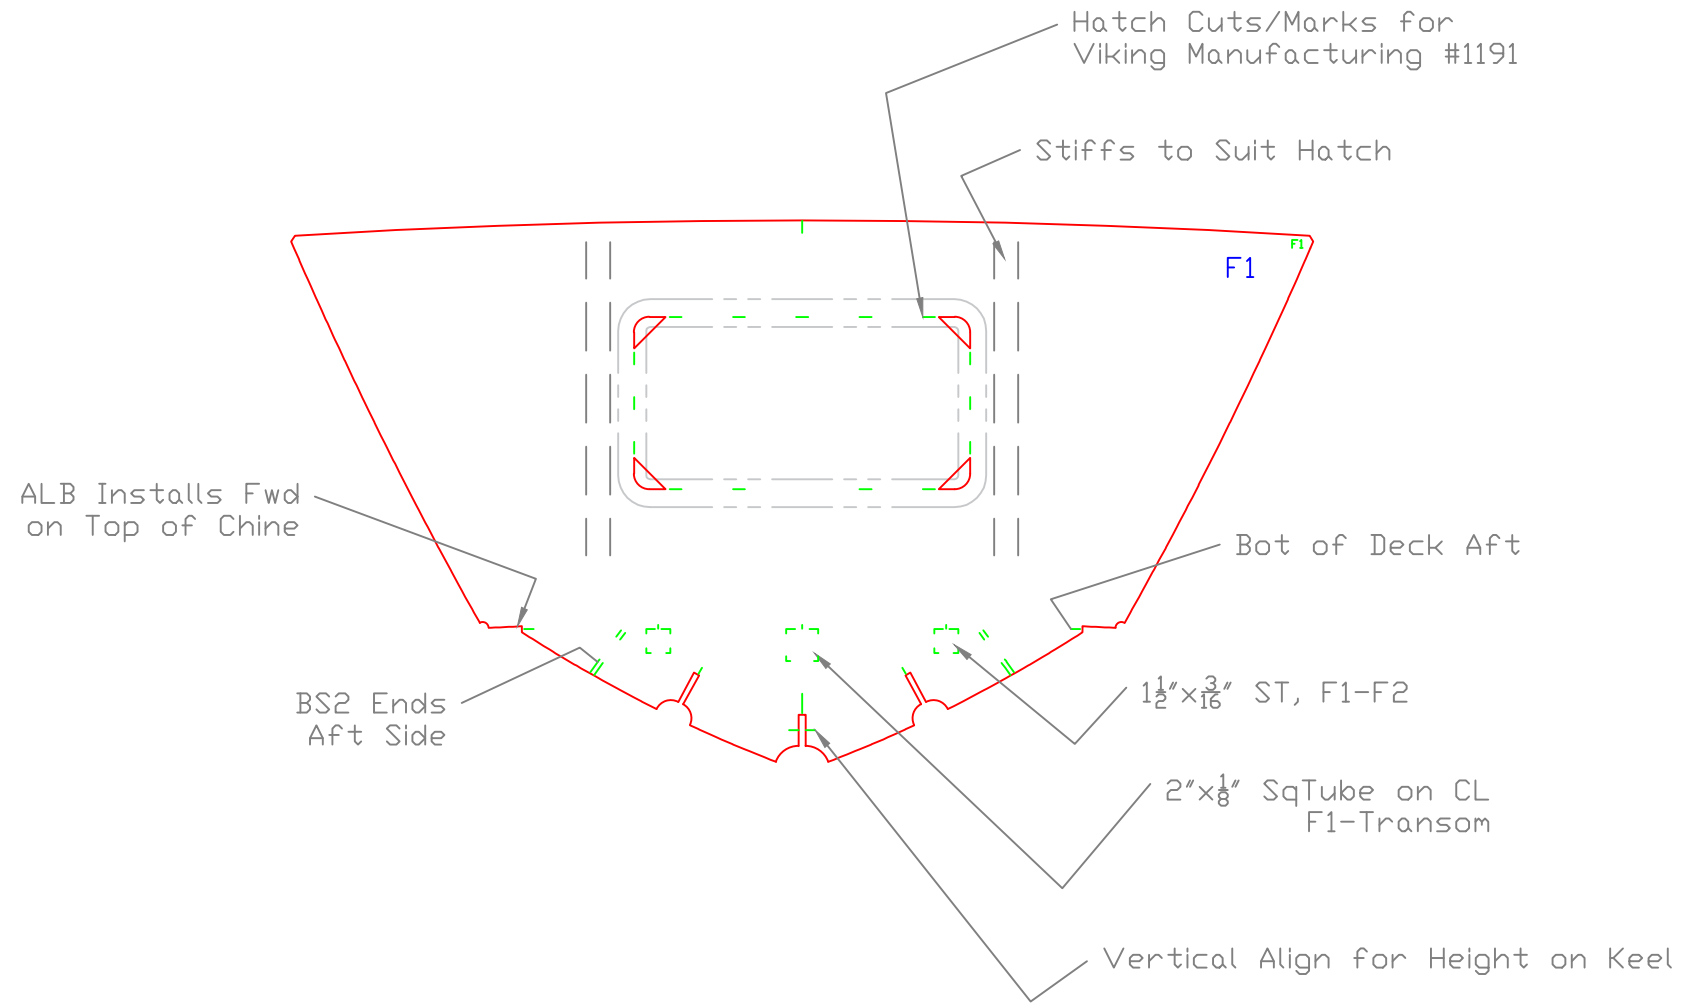 Hatch Cuts/Marks for
Viking Manufacturing #1191
Stiffs to Suit Hatch
F1
F1
ALB Installs Fwd
on Top of Chine
Bot of Deck Aft
BS2 Ends
Aft Side
1½"x3/16" ST, F1-F2
2"x⅛" SqTube on CL
F1-Transom
Vertical Align for Height on Keel